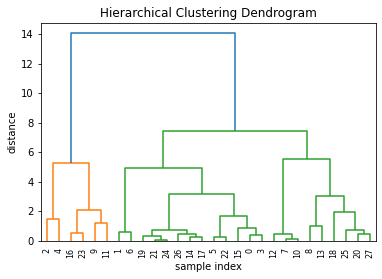 Hierarchical Clustering Dendrogram
14
12
10
8
6
4
2
0
distance
2 4 16 23 9 11 1 6 19 21 24 26 14 17 5 22 15 0 3 12 7 10 8 13 18 25 20 27
sample index